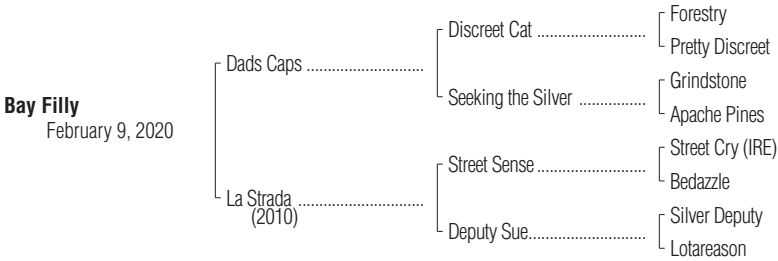 Forestry
Discreet Cat ..........................
Pretty Discreet
Dads Caps ...........................
Grindstone
Seeking the Silver ................
Apache Pines
Bay Filly
February 9, 2020
Street Cry (IRE)
Street Sense ..........................
Bedazzle
La Strada .............................
(2010)
Silver Deputy
Deputy Sue............................
Lotareason